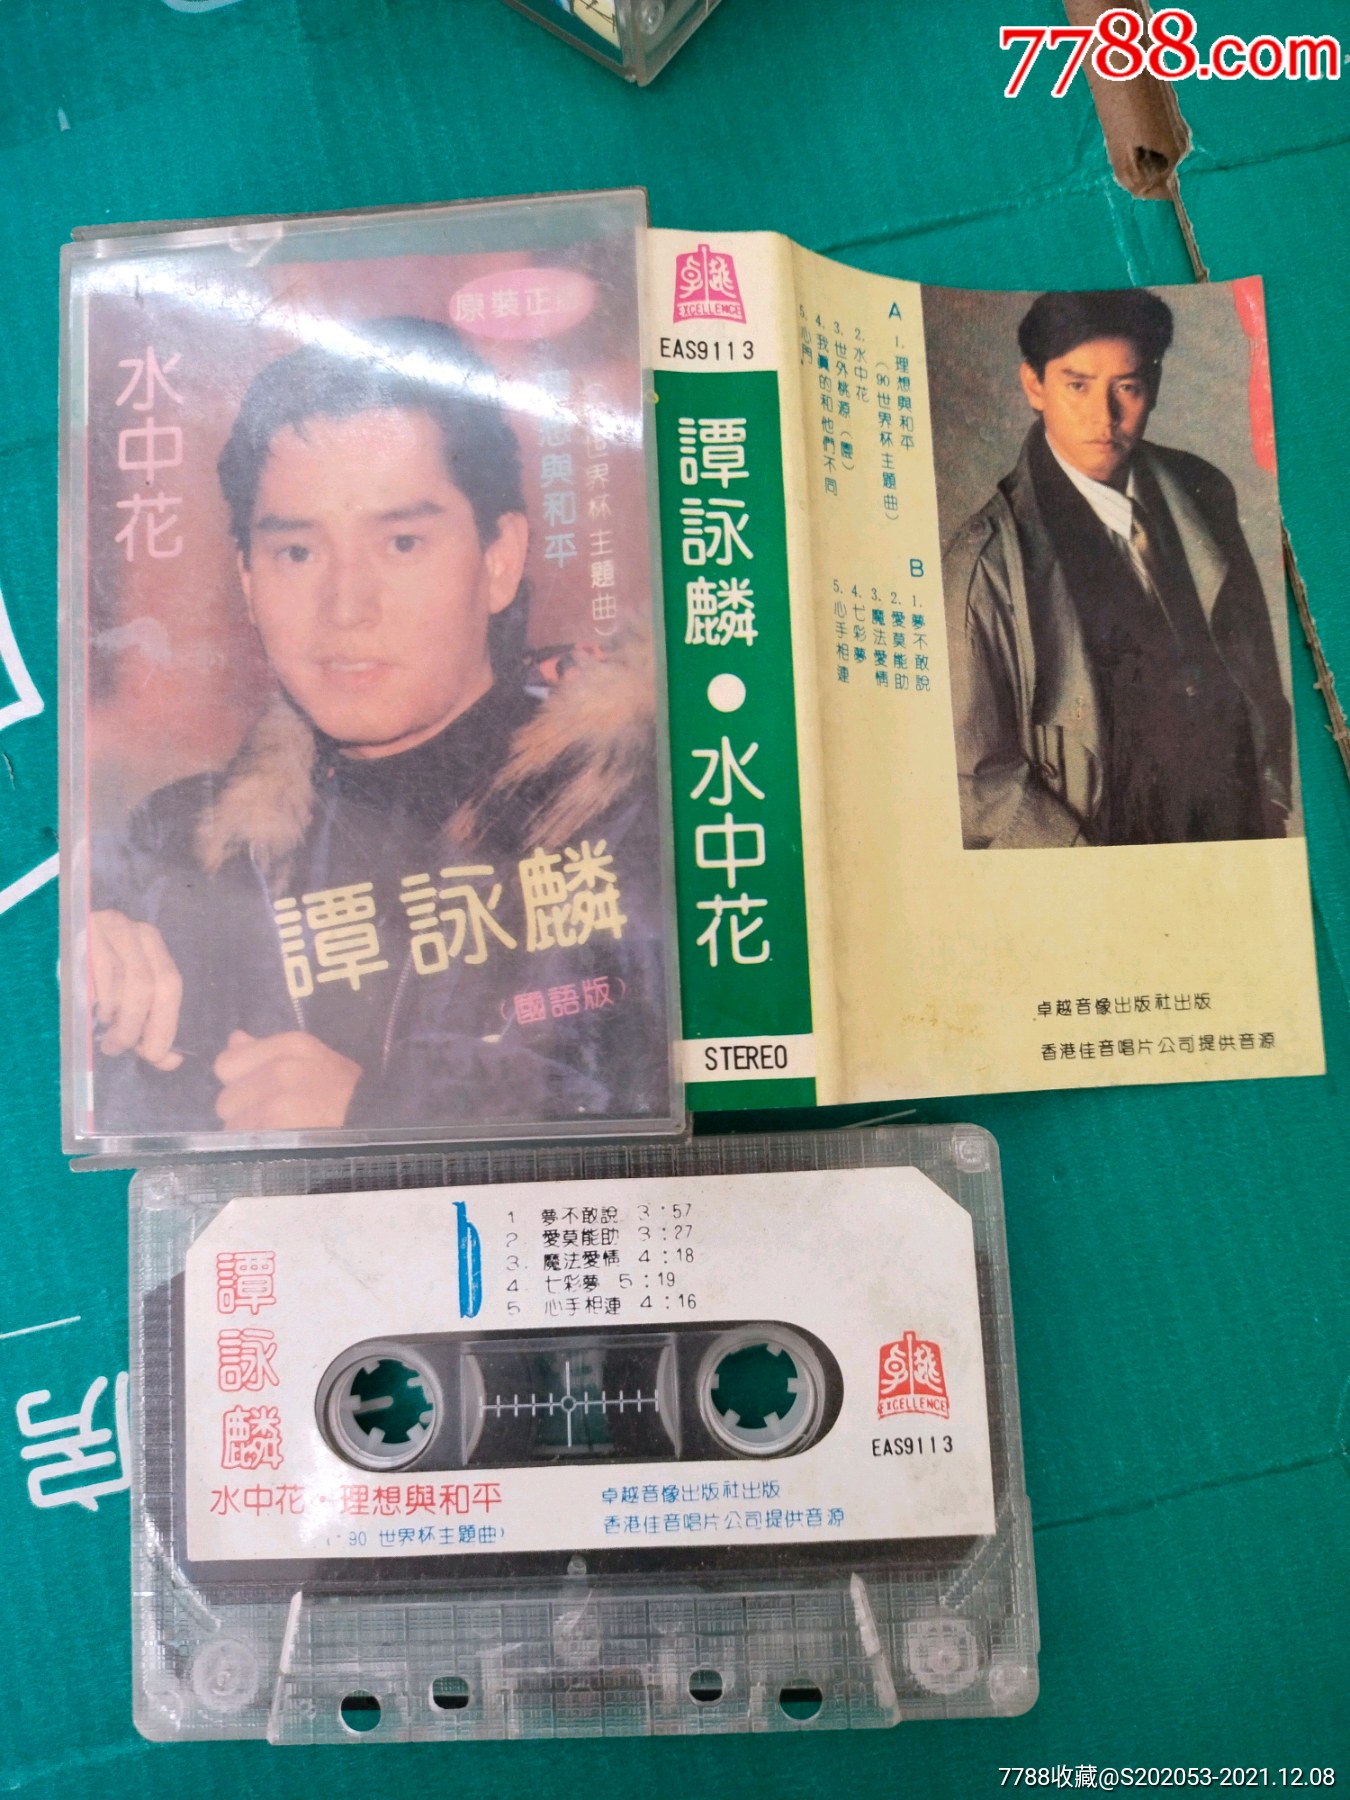 7788.com
原裝正
水中花
理想與和平
世界杯主題曲)
譚詠麟
(國語版)
卓越
EXCELLENCE
EAS9113
譚詠麟●水中花
STEREO
A
1. 理想與和平
('90世界杯主題曲)
2. 水中花
3. 世外桃源(園)
4. 我真的和他們不同
5. 心門
B
1. 夢不敢說
2. 愛莫能助
3. 魔法愛情
4. 七彩夢
5. 心手相連
卓越音像出版社出版
香港佳音唱片公司提供音源
譚詠麟
b
1. 夢不敢說 3:57
2. 愛莫能助 3:27
3. 魔法愛情 4:18
4. 七彩夢 5:19
5. 心手相連 4:16
卓越
EXCELLENCE
EAS9113
水中花·理想與和平
('90 世界杯主題曲)
卓越音像出版社出版
香港佳音唱片公司提供音源
7788收藏@S202053-2021.12.08